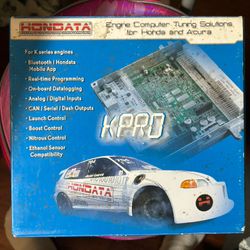 HONDATA
Engine Computer Tuning Solutions
for Honda and Acura
For K series engines
• Bluetooth / Hondata
Mobile App
• Real-time Programming
• On-board Datalogging
• Analog / Digital Inputs
• CAN / Serial / Dash Outputs
• Launch Control
• Boost Control
• Nitrous Control
• Ethanol Sensor
Compatibility
KPRO
HONDATA